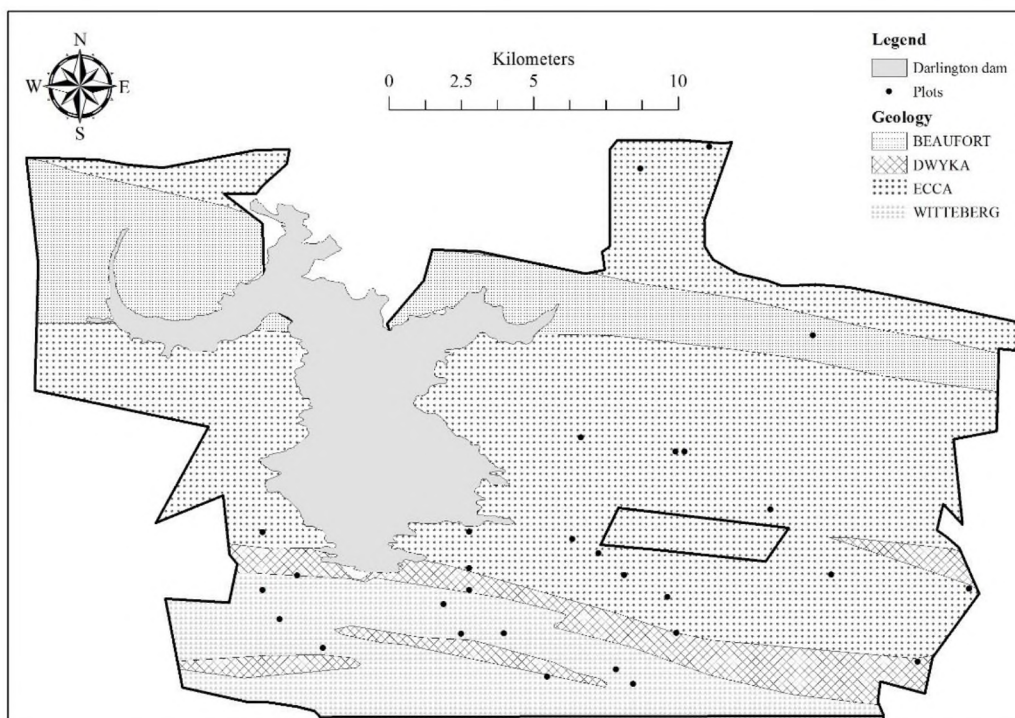 N
W E
S
Kilometers
0 2.5 5 10
Legend
Darlington dam
Plots
Geology
BEAUFORT
DWYKA
ECCA
WITTEBERG